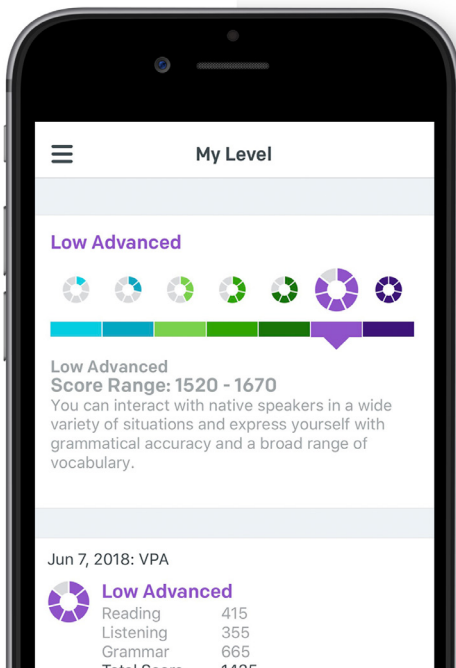 My Level
Low Advanced
Low Advanced
Score Range: 1520 - 1670
You can interact with native speakers in a wide
variety of situations and express yourself with
grammatical accuracy and a broad range of
vocabulary.
Jun 7, 2018: VPA
Low Advanced
Reading 415
Listening 355
Grammar 665
Total Score